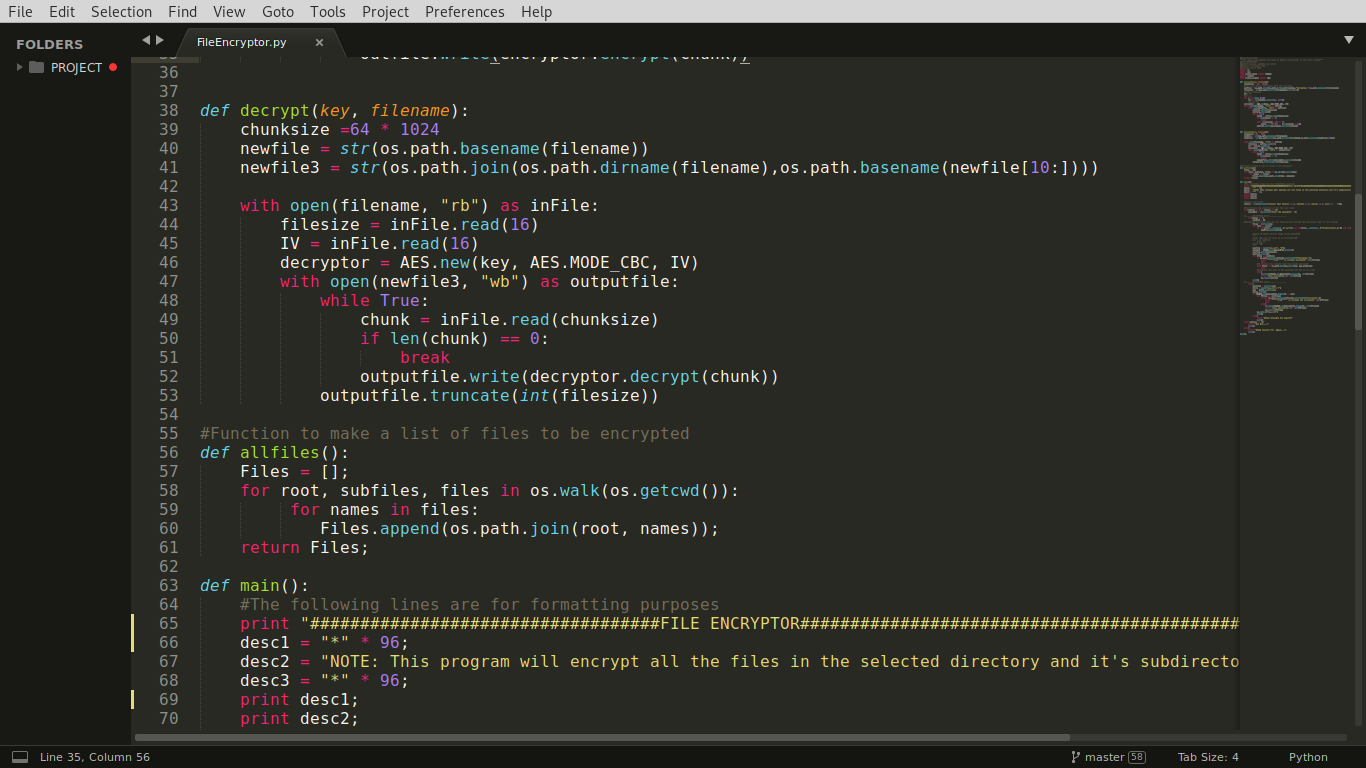 File Edit Selection Find View Goto Tools Project Preferences Help
FOLDERS
PROJECT
FileEncryptor.py ×
35 outfile.write(encryptor.encrypt(chunk))
36
37
38 def decrypt(key, filename):
39 chunksize =64 * 1024
40 newfile = str(os.path.basename(filename))
41 newfile3 = str(os.path.join(os.path.dirname(filename),os.path.basename(newfile[10:])))
42
43 with open(filename, "rb") as inFile:
44 filesize = inFile.read(16)
45 IV = inFile.read(16)
46 decryptor = AES.new(key, AES.MODE_CBC, IV)
47 with open(newfile3, "wb") as outputfile:
48 while True:
49 chunk = inFile.read(chunksize)
50 if len(chunk) == 0:
51 break
52 outputfile.write(decryptor.decrypt(chunk))
53 outputfile.truncate(int(filesize))
54
55 #Function to make a list of files to be encrypted
56 def allfiles():
57 Files = [];
58 for root, subfiles, files in os.walk(os.getcwd()):
59 for names in files:
60 Files.append(os.path.join(root, names));
61 return Files;
62
63 def main():
64 #The following lines are for formatting purposes
65 print "###################################FILE ENCRYPTOR############################################
66 desc1 = "*" * 96;
67 desc2 = "NOTE: This program will encrypt all the files in the selected directory and it's subdirecto
68 desc3 = "*" * 96;
69 print desc1;
70 print desc2;
Line 35, Column 56
master 58
Tab Size: 4
Python